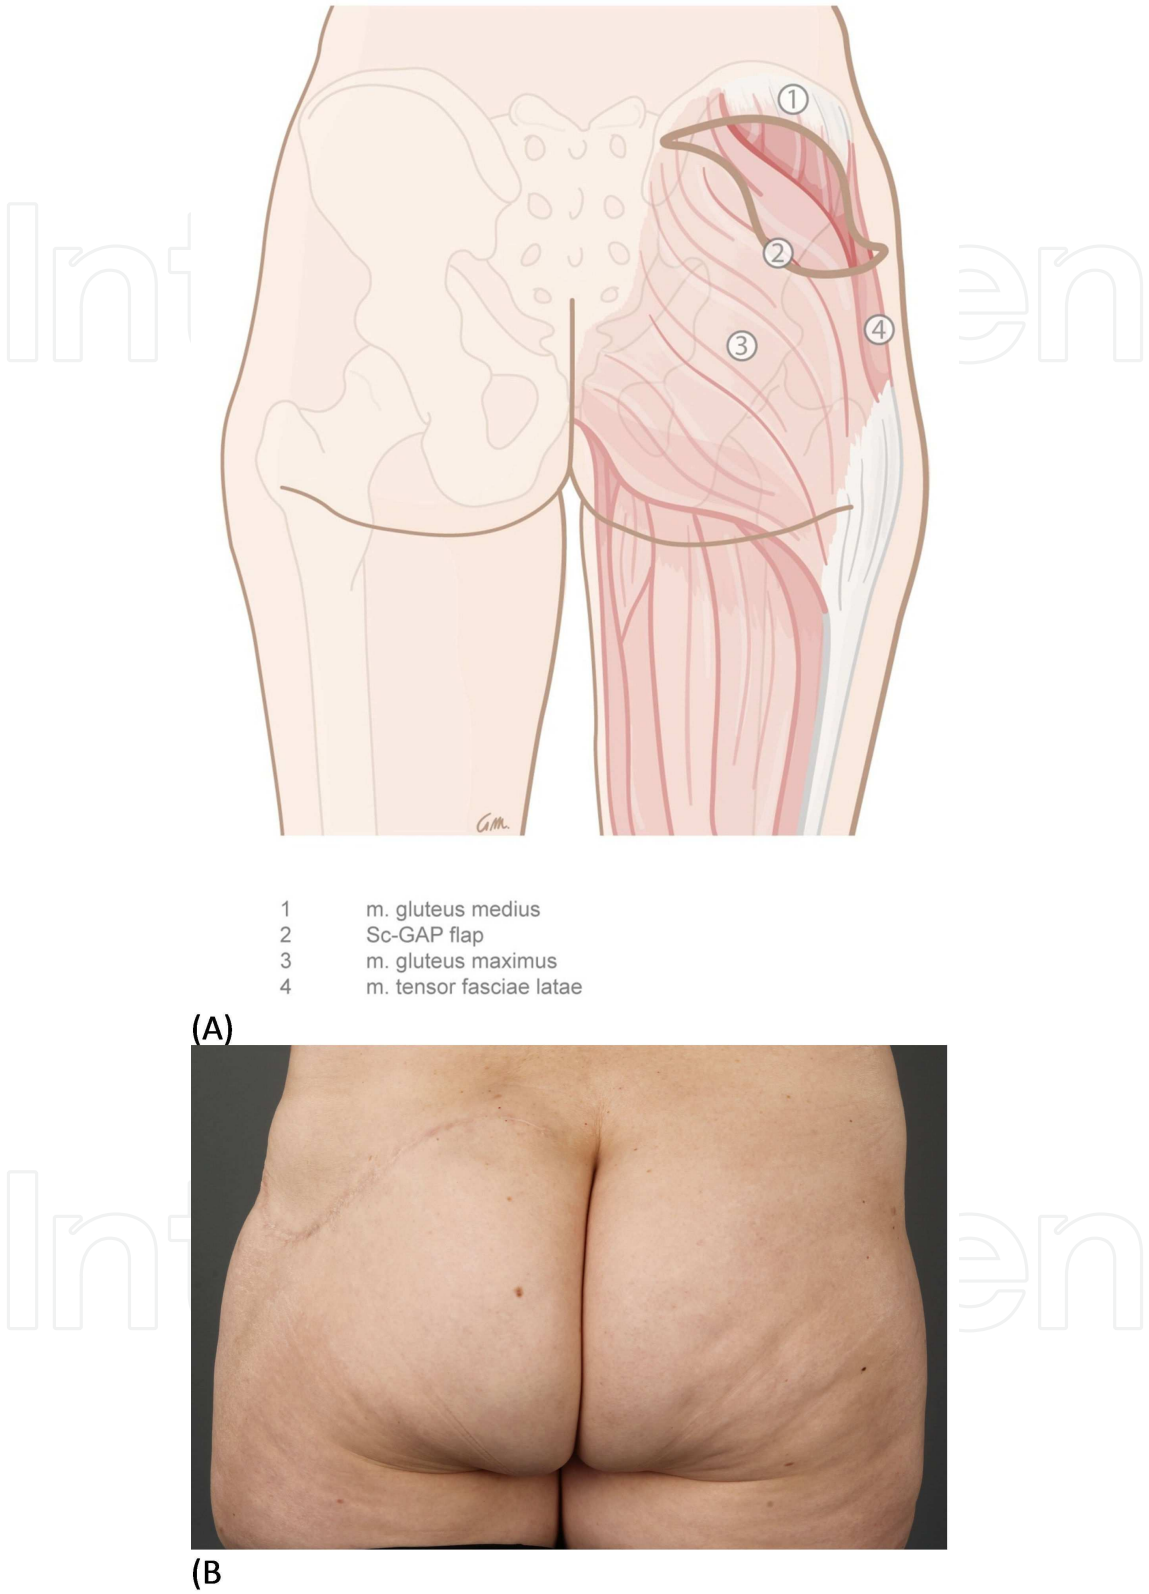 1
2
3
4
Gm.
1 m. gluteus medius
2 Sc-GAP flap
3 m. gluteus maximus
4 m. tensor fasciae latae
(A)
(B